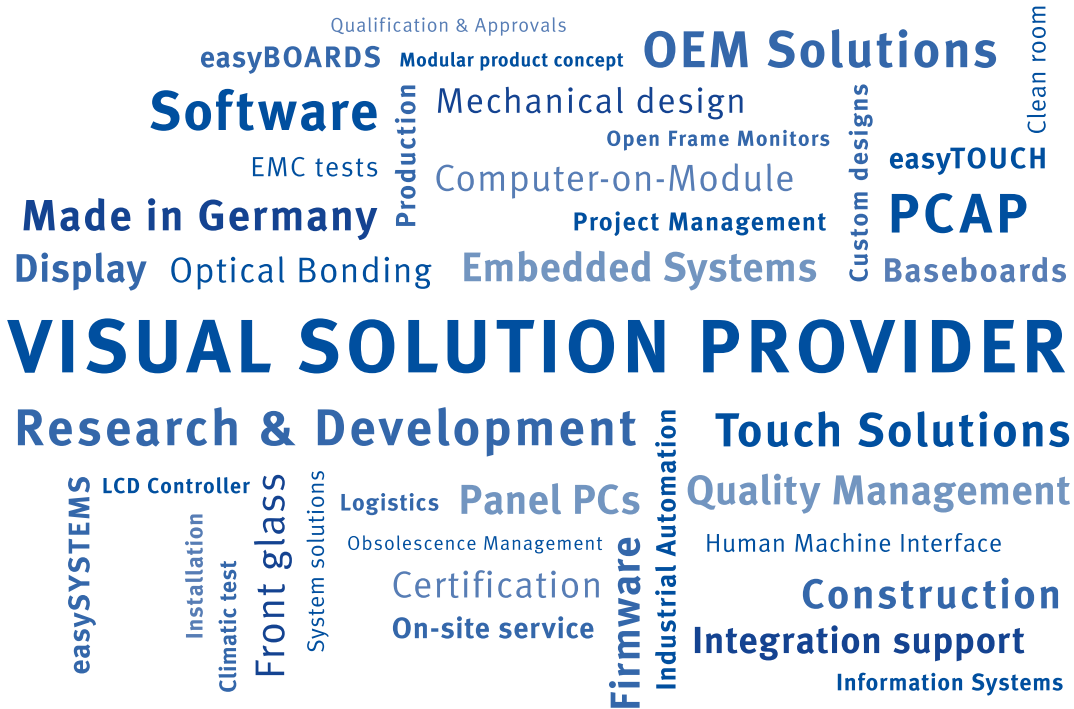 Qualification & Approvals
easyBOARDS
Modular product concept
OEM Solutions
Clean room
Software
Production
Mechanical design
Custom designs
Open Frame Monitors
easyTOUCH
EMC tests
Computer-on-Module
Made in Germany
Project Management
PCAP
Display
Optical Bonding
Embedded Systems
Baseboards
VISUAL SOLUTION PROVIDER
Research & Development
Industrial Automation
Touch Solutions
easySYSTEMS
LCD Controller
Installation
Climatic test
Front glass
System solutions
Logistics
Panel PCs
Quality Management
Obsolescence Management
Human Machine Interface
Firmware
Certification
Construction
On-site service
Integration support
Information Systems